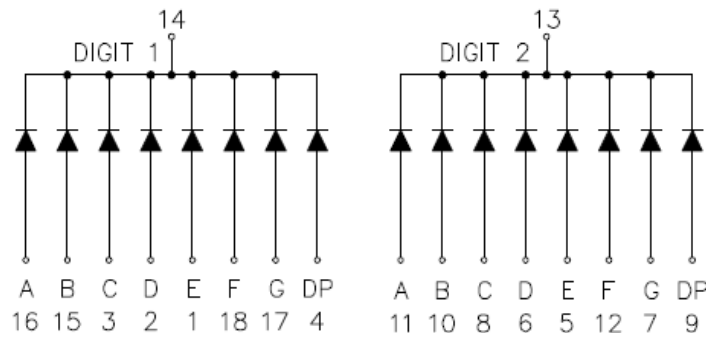 14 13
DIGIT 1 DIGIT 2
A B C D E F G DP A B C D E F G DP
16 15 3 2 1 18 17 4 11 10 8 6 5 12 7 9